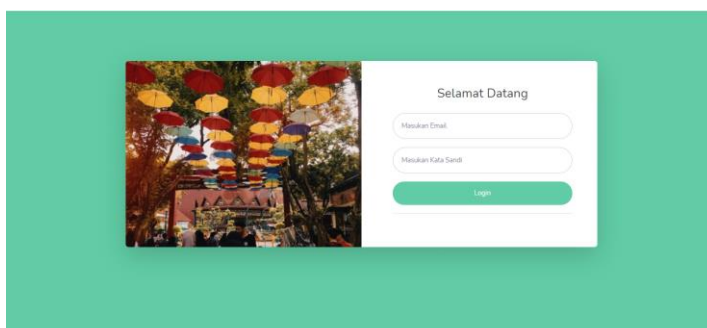 Selamat Datang
Masukan Email
Masukan Kata Sandi
Login